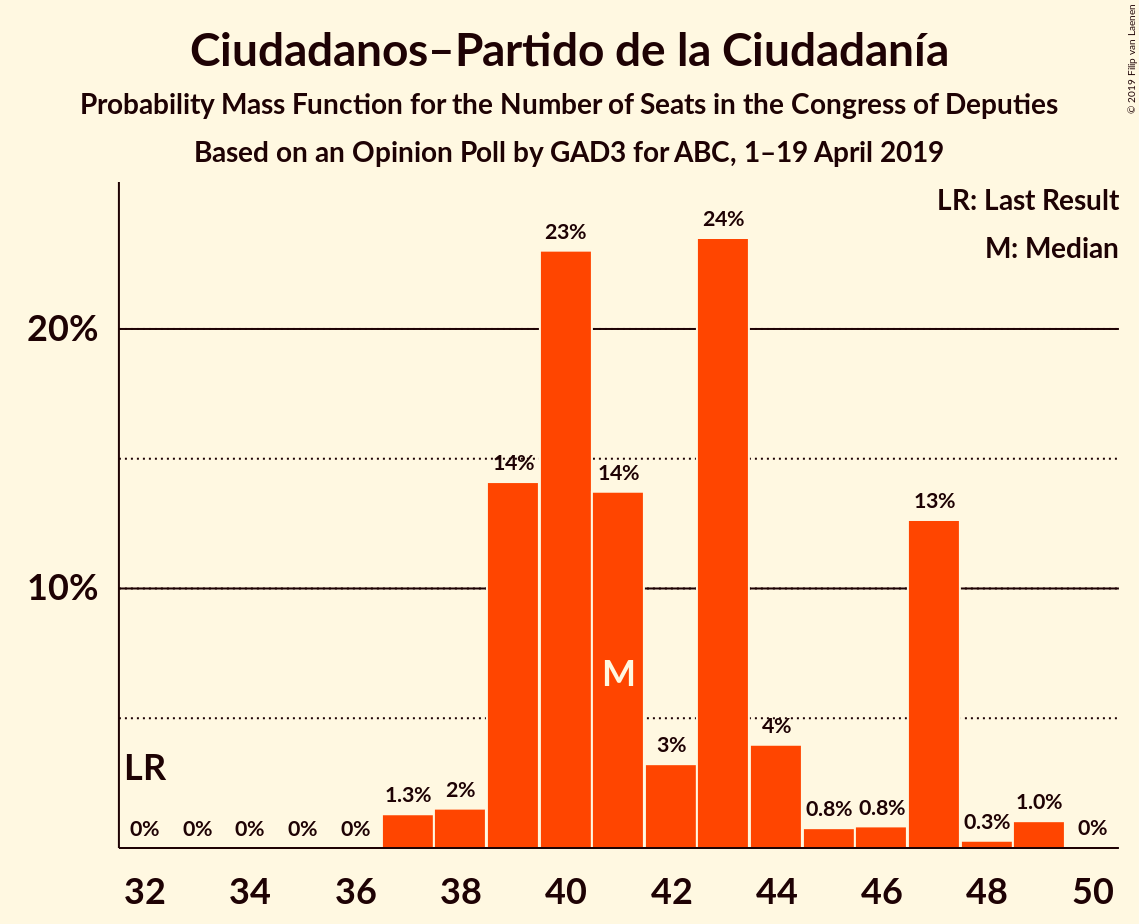 Ciudadanos–Partido de la Ciudadanía
Probability Mass Function for the Number of Seats in the Congress of Deputies
Based on an Opinion Poll by GAD3 for ABC, 1–19 April 2019
© 2019 Filip van Laenen
LR: Last Result
M: Median
20%
10%
0% 0% 0% 0% 0% 1.3% 2% 14% 23% 14% 3% 24% 4% 0.8% 0.8% 13% 0.3% 1.0% 0%
LR
M
32 34 36 38 40 42 44 46 48 50